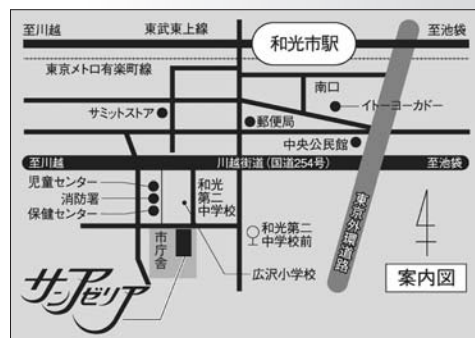 至川越
東武東上線
和光市駅
至池袋
東京メトロ有楽町線
南口
サミットストア
イトーヨーカドー
郵便局
中央公民館
至川越
川越街道（国道254号）
至池袋
児童センター
消防署
保健センター
和光
第二
中学校
東京外環道路
市庁舎
和光第二
中学校前
広沢小学校
サンアゼリア
案内図